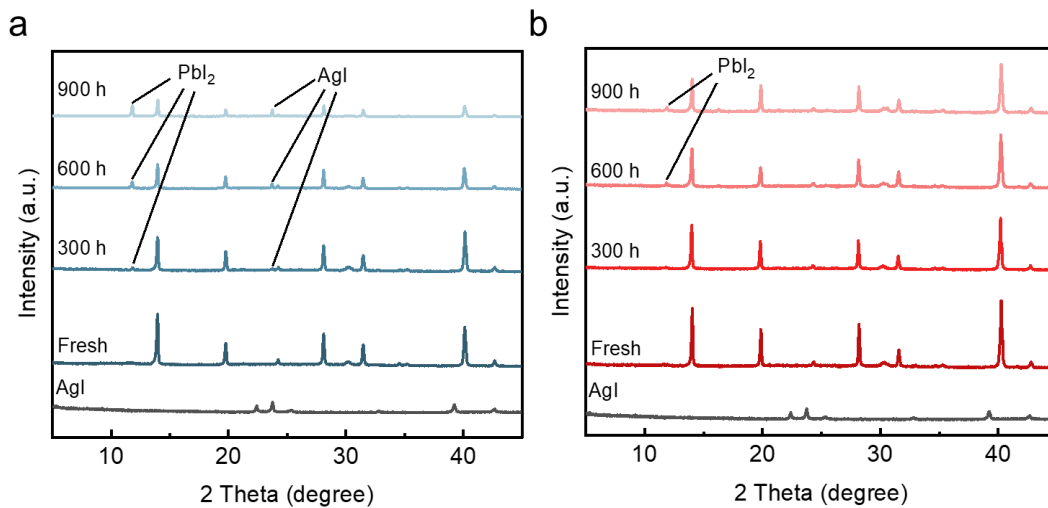 a
900 h
PbI₂
AgI
600 h
300 h
Fresh
AgI
Intensity (a.u.)
10 20 30 40
2 Theta (degree)
b
900 h
PbI₂
600 h
300 h
Fresh
AgI
Intensity (a.u.)
10 20 30 40
2 Theta (degree)